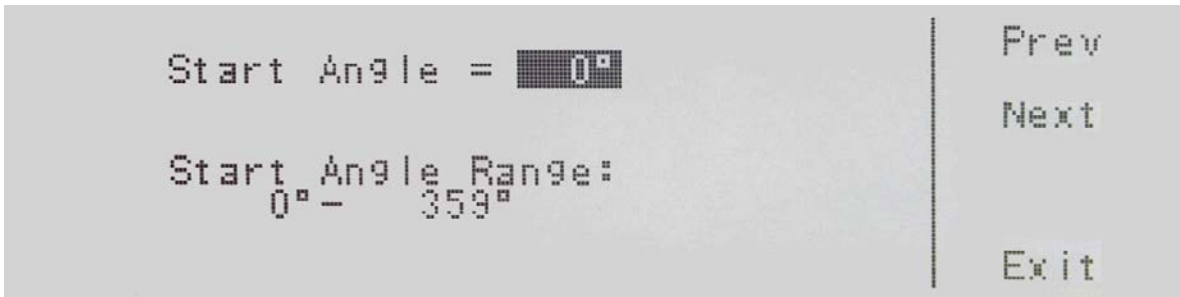 Start Angle = 0°
Start Angle Range:
0° – 359°
Prev
Next
Exit